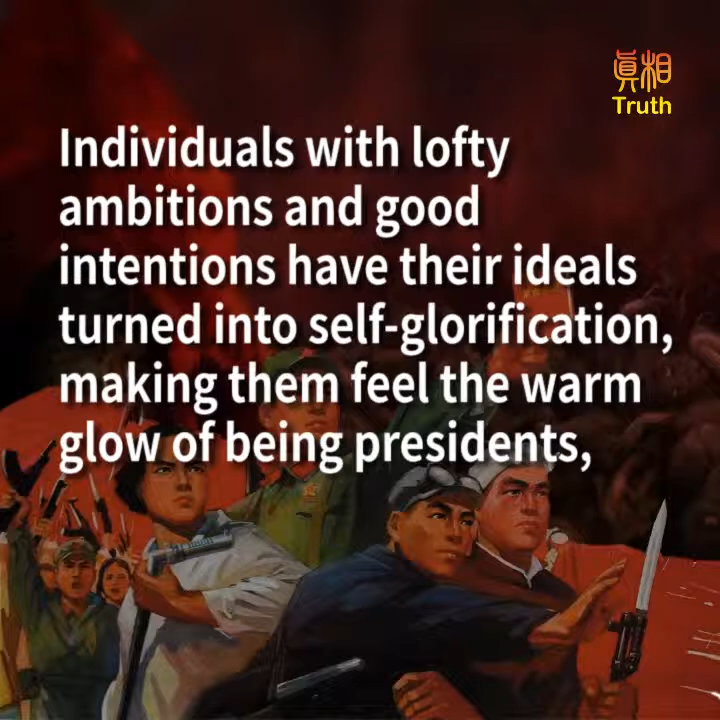 眞相
Truth
Individuals with lofty
ambitions and good
intentions have their ideals
turned into self-glorification,
making them feel the warm
glow of being presidents,